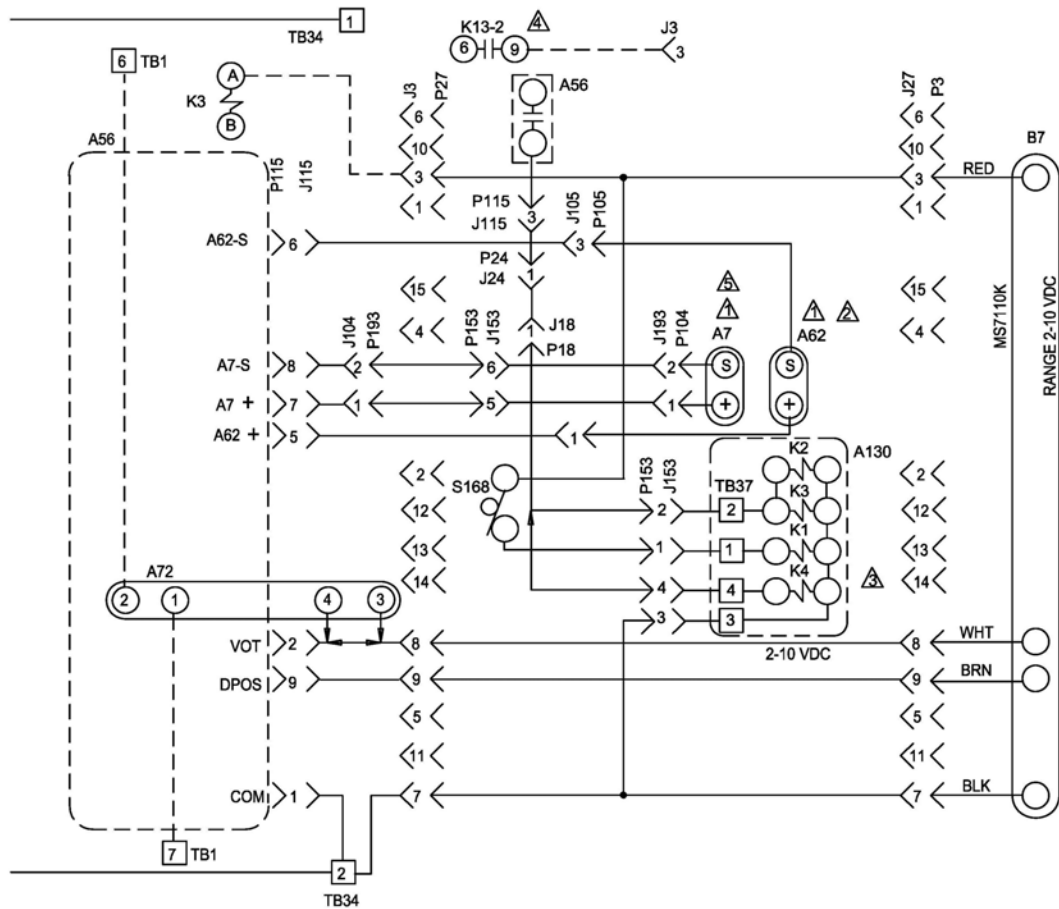 1
TB34
K13-2
4
J3
6
9
3
6
TB1
A
K3
B
J3
P27
A56
J27
P3
B7
A56
6
6
10
10
P115
J115
3
3
RED
1
P115
1
3
J105
P105
J115
A62-S
6
3
P24
J24
1
15
5
15
1
1
2
J104
P193
4
P153
J153
J18
1
P18
J193
P104
A7
A62
4
MS7110K
RANGE 2-10 VDC
A7-S
8
2
6
2
S
S
A7 +
7
1
5
1
+
+
A62 +
5
1
K2
A130
2
S168
P153
J153
TB37
2
12
2
2
K3
12
13
1
1
K1
13
14
4
4
K4
3
14
A72
2
1
4
3
3
3
VOT
2
8
2-10 VDC
8
WHT
DPOS
9
9
9
BRN
5
5
11
11
COM
1
7
7
BLK
7
TB1
2
TB34